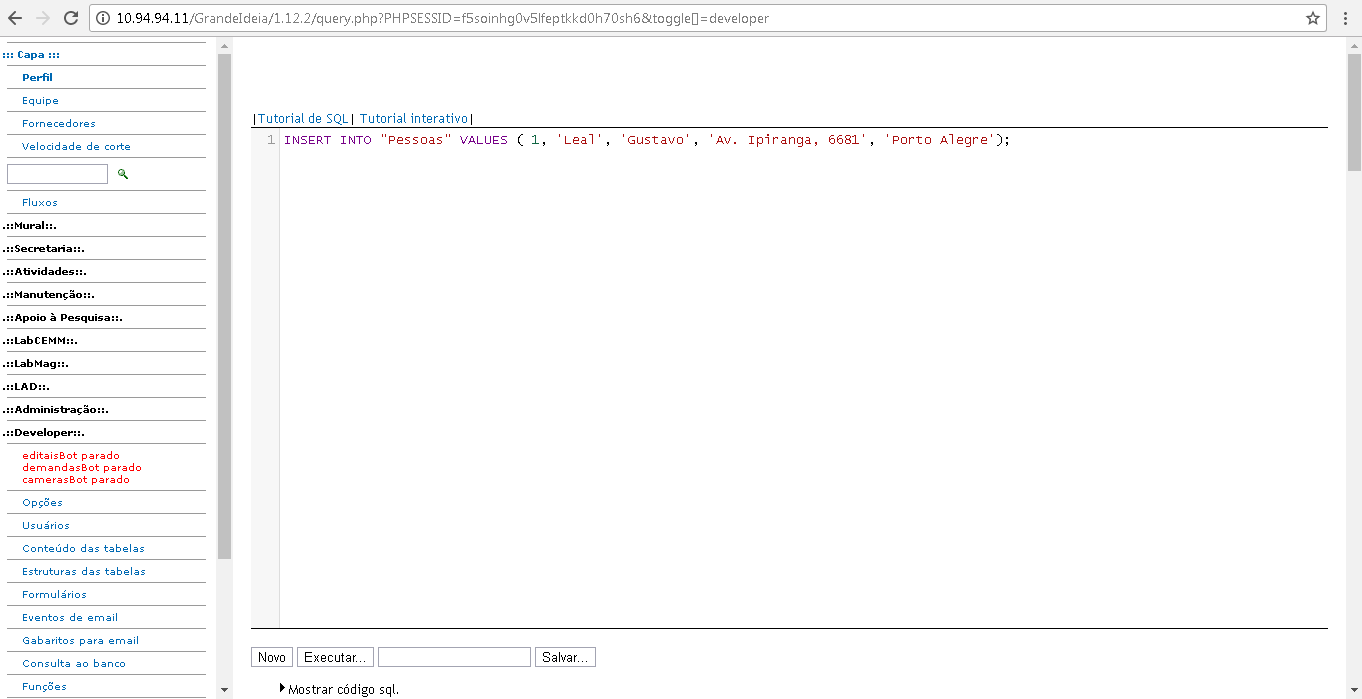 10.94.94.11/GrandeIdeia/1.12.2/query.php?PHPSESSID=f5soinhg0v5lfeptkkd0h70sh6&toggle[]=developer
::: Capa :::
Perfil
Equipe
Fornecedores
Velocidade de corte
Fluxos
.::Mural::.
.::Secretaria::.
.::Atividades::.
.::Manutenção::.
.::Apoio à Pesquisa::.
.::LabCEMM::.
.::LabMag::.
.::LAD::.
.::Administração::.
.::Developer::.
editaisBot parado
demandasBot parado
camerasBot parado
Opções
Usuários
Conteúdo das tabelas
Estruturas das tabelas
Formulários
Eventos de email
Gabaritos para email
Consulta ao banco
Funções
|Tutorial de SQL| Tutorial interativo|
1 INSERT INTO "Pessoas" VALUES ( 1, 'Leal', 'Gustavo', 'Av. Ipiranga, 6681', 'Porto Alegre');
Novo Executar... Salvar...
Mostrar código sql.